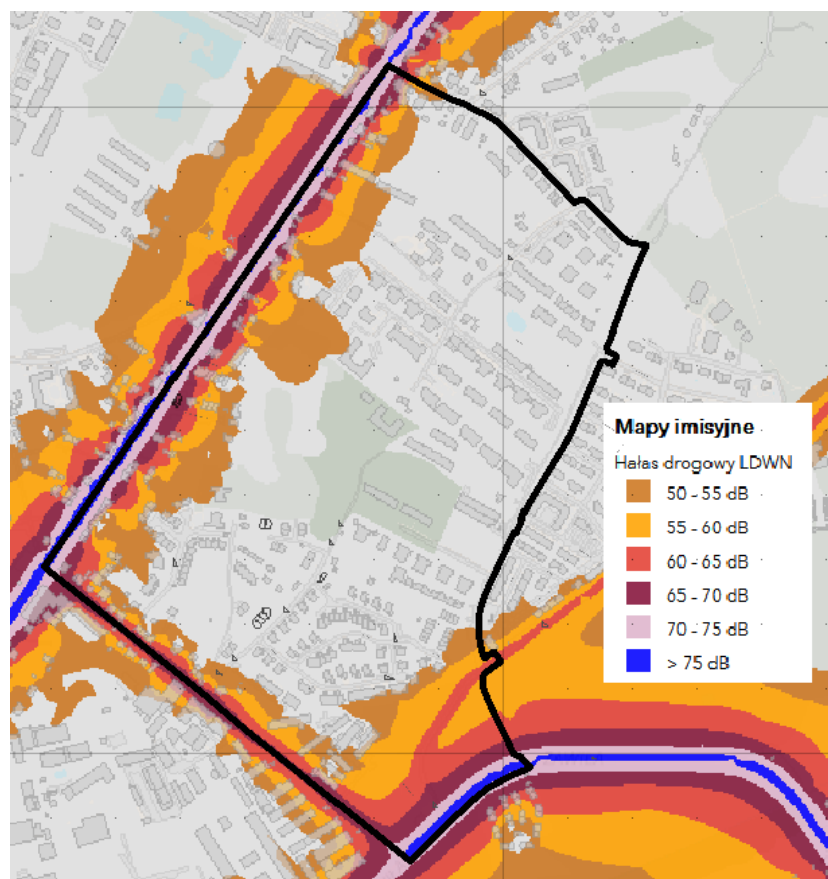 Mapy imisyjne
Hałas drogowy LDWN
50 - 55 dB
55 - 60 dB
60 - 65 dB
65 - 70 dB
70 - 75 dB
> 75 dB